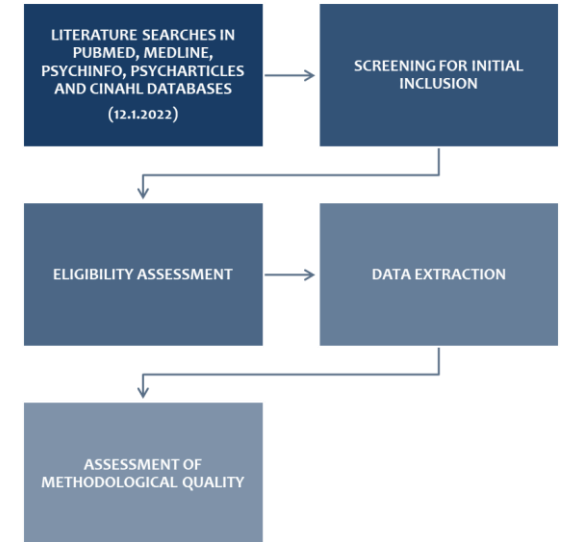 LITERATURE SEARCHES IN
PUBMED, MEDLINE,
PSYCHINFO, PSYCHARTICLES
AND CINAHL DATABASES
(12.1.2022)
SCREENING FOR INITIAL
INCLUSION
ELIGIBILITY ASSESSMENT
DATA EXTRACTION
ASSESSMENT OF
METHODOLOGICAL QUALITY